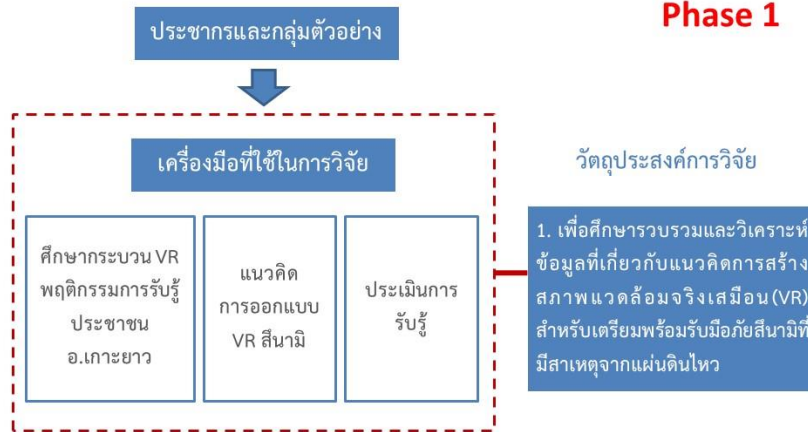 Phase 1
ประชากรและกลุ่มตัวอย่าง
เครื่องมือที่ใช้ในการวิจัย
ศึกษากระบวน VR
พฤติกรรมการรับรู้
ประชาชน
อ.เกาะยาว
แนวคิด
การออกแบบ
VR สึนามิ
ประเมินการ
รับรู้
วัตถุประสงค์การวิจัย
1. เพื่อศึกษารวบรวมและวิเคราะห์
ข้อมูลที่เกี่ยวกับแนวคิดการสร้าง
สภาพแวดล้อมจริงเสมือน (VR)
สำหรับเตรียมพร้อมรับมือภัยสึนามิที่
มีสาเหตุจากแผ่นดินไหว